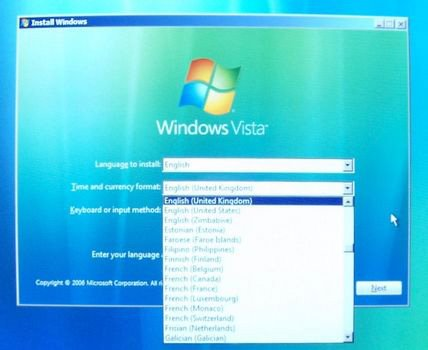 Install Windows
Windows Vista™
Language to install: English
Time and currency format: English (United Kingdom)
English (United Kingdom)
Keyboard or input method:
English (United States)
English (Zimbabwe)
Estonian (Estonia)
Faroese (Faroe Islands)
Filipino (Philippines)
Enter your language
Finnish (Finland)
French (Belgium)
French (Canada)
Copyright © 2006 Microsoft Corporation. All
French (France)
Next
French (Luxembourg)
French (Monaco)
French (Switzerland)
Frisian (Netherlands)
Galician (Galician)